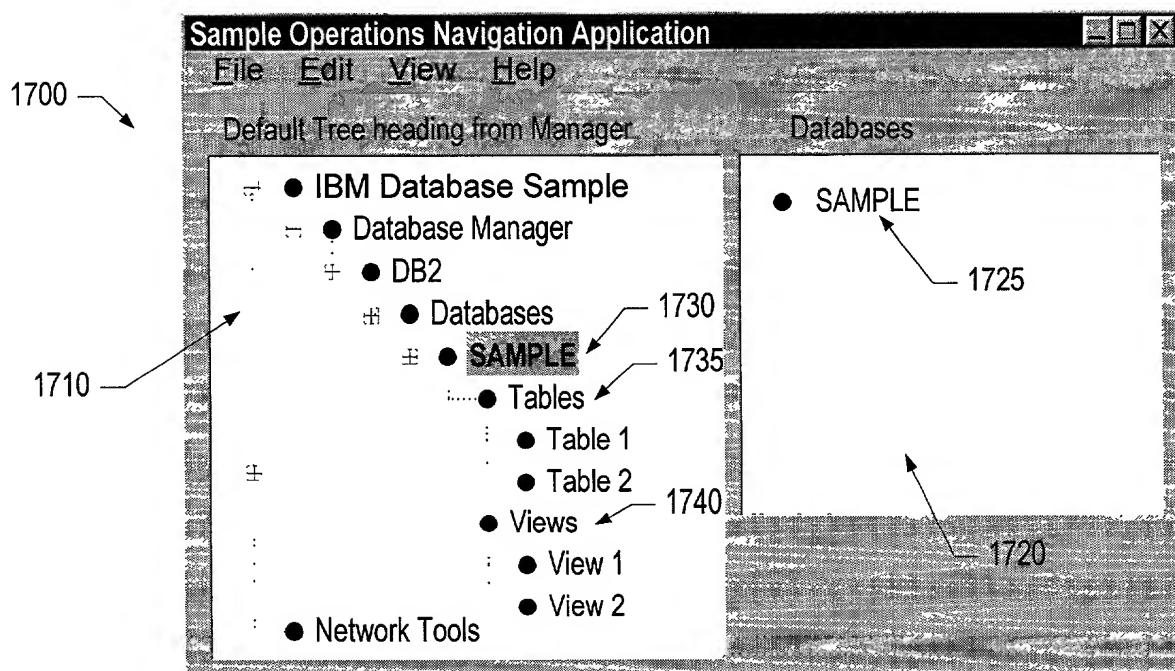 Sample Operations Navigation Application
File Edit View Help
1700
Default Tree heading from Manager
Databases
IBM Database Sample
SAMPLE
Database Manager
DB2
1725
Databases
1730
SAMPLE
1735
1710
Tables
Table 1
Table 2
1740
Views
1720
View 1
View 2
Network Tools